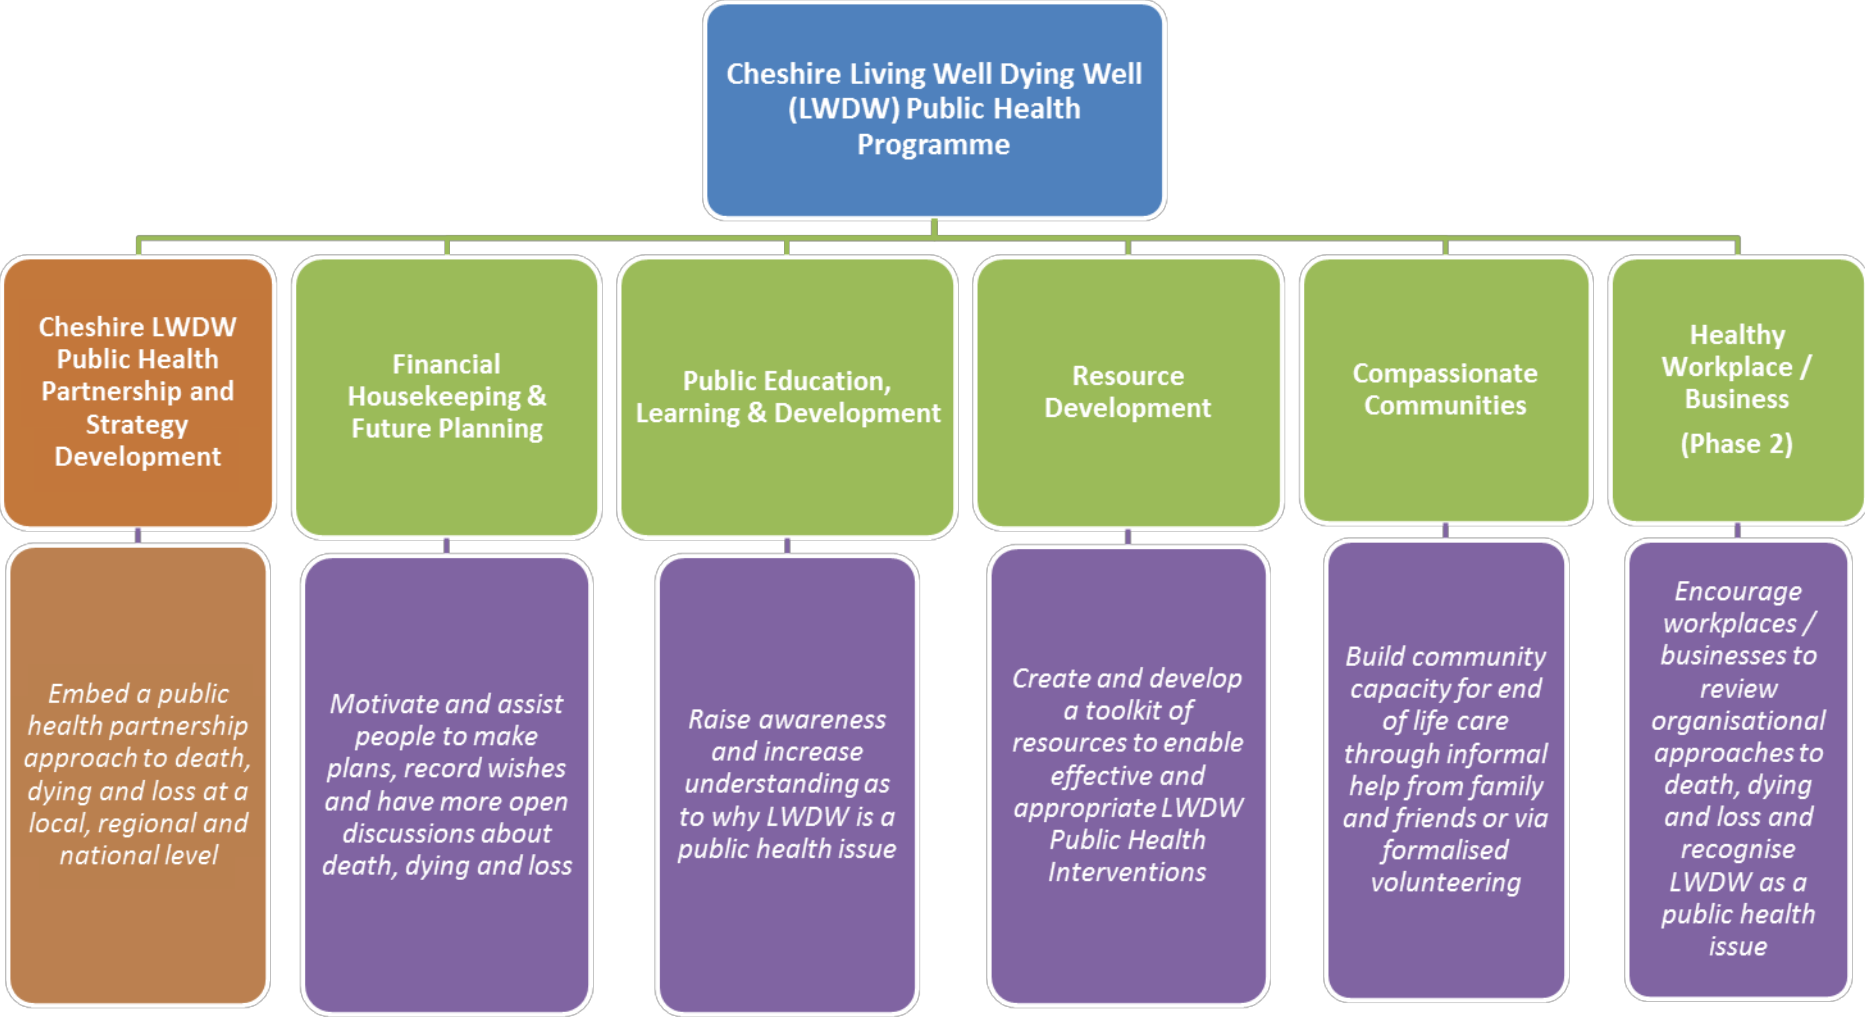 Cheshire Living Well Dying Well
(LWDW) Public Health
Programme
Cheshire LWDW
Public Health
Partnership and
Strategy
Development
Financial
Housekeeping &
Future Planning
Public Education,
Learning & Development
Resource
Development
Compassionate
Communities
Healthy
Workplace /
Business
(Phase 2)
Embed a public
health partnership
approach to death,
dying and loss at a
local, regional and
national level
Motivate and assist
people to make
plans, record wishes
and have more open
discussions about
death, dying and loss
Raise awareness
and increase
understanding as
to why LWDW is a
public health issue
Create and develop
a toolkit of
resources to enable
effective and
appropriate LWDW
Public Health
Interventions
Build community
capacity for end
of life care
through informal
help from family
and friends or via
formalised
volunteering
Encourage
workplaces /
businesses to
review
organisational
approaches to
death, dying
and loss and
recognise
LWDW as a
public health
issue